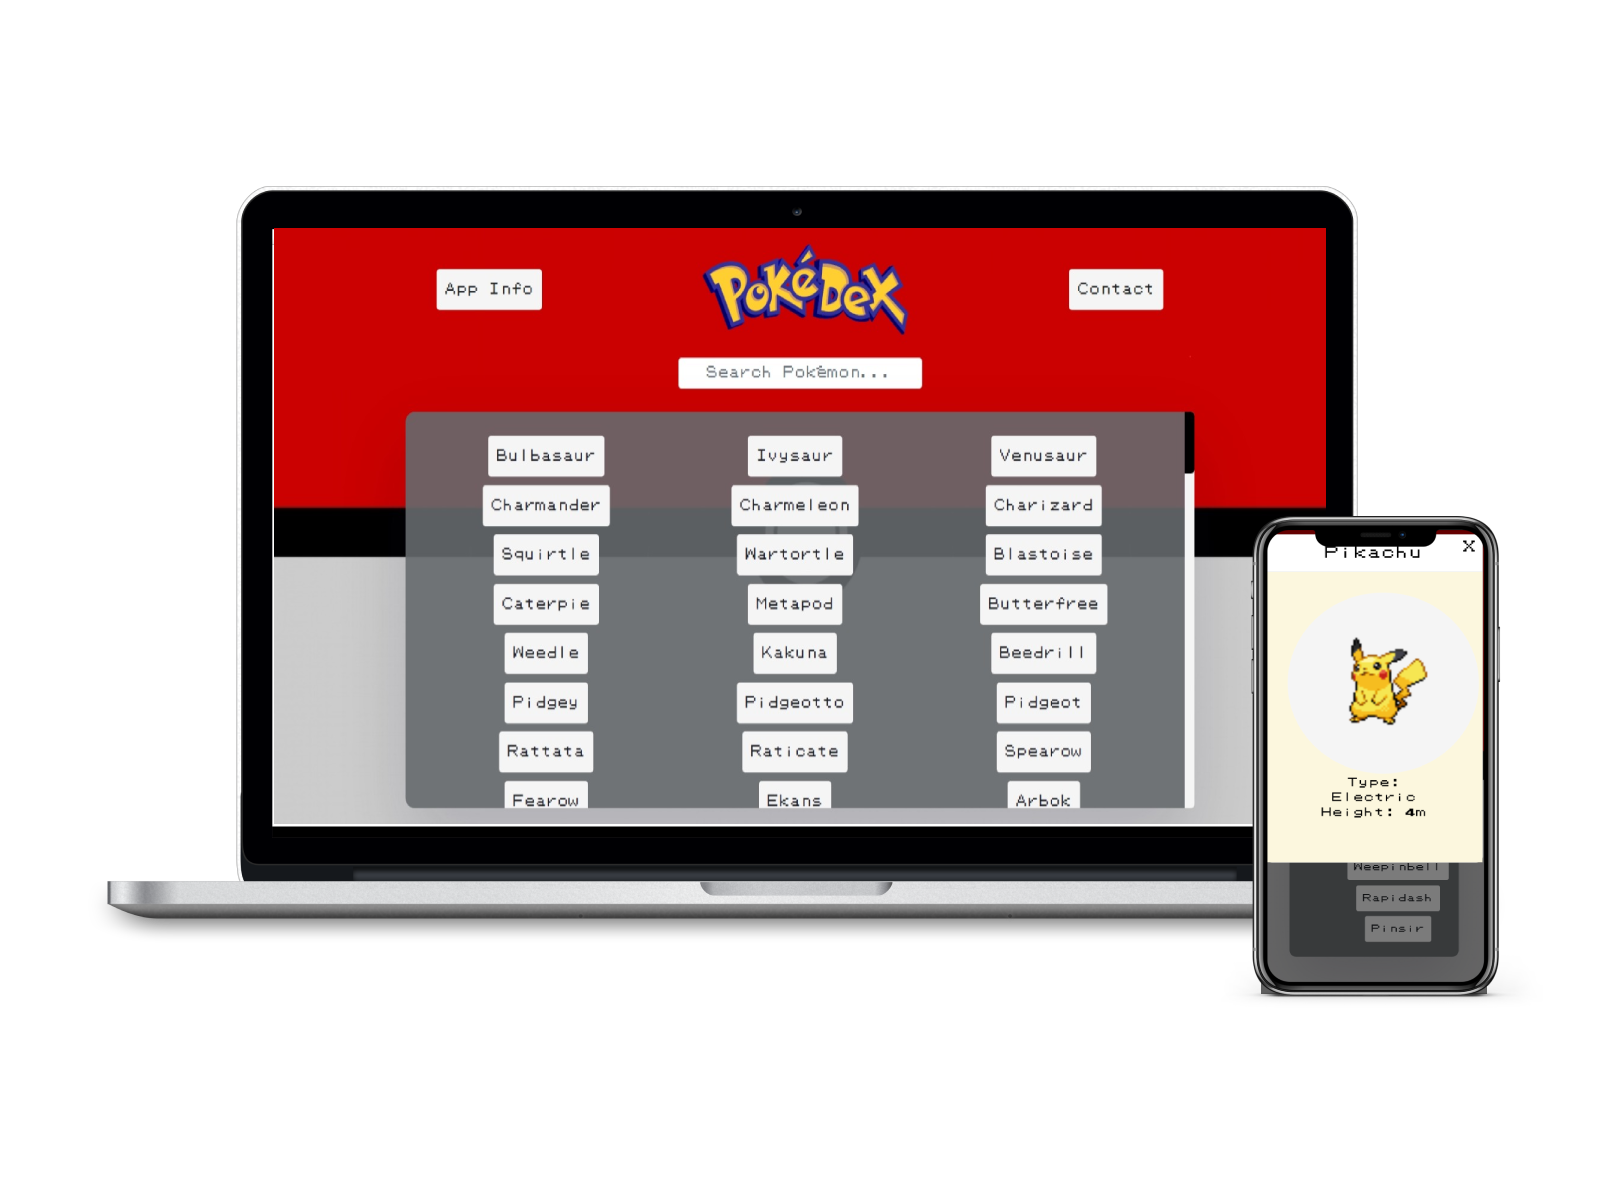 App Info
PokéDex
Contact
Search Pokémon...
Bulbasaur
Ivysaur
Venusaur
Charmander
Charmeleon
Charizard
Squirtle
Wartortle
Blastoise
Caterpie
Metapod
Butterfree
Weedle
Kakuna
Beedrill
Pidgey
Pidgeotto
Pidgeot
Rattata
Raticate
Spearow
Fearow
Ekans
Arbok
Pikachu
X
Type:
Electric
Height: 4m
Weepinbell
Rapidash
Pinsir